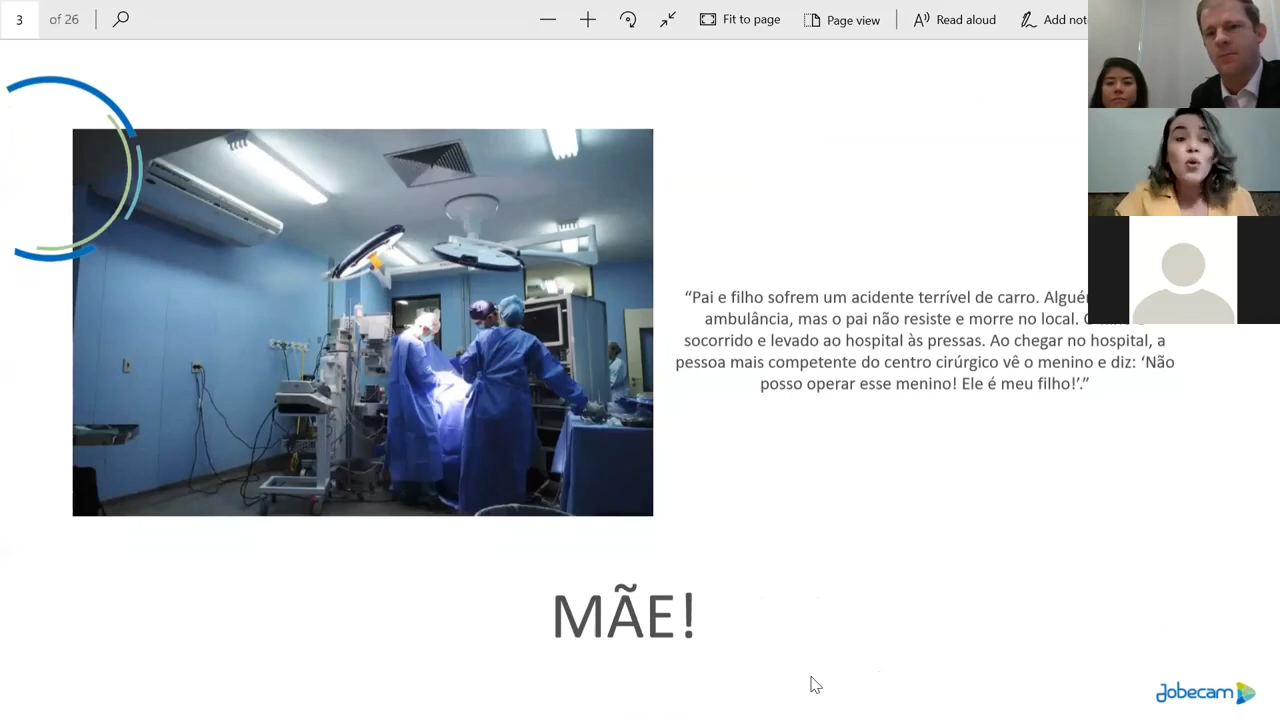 3 of 26 Fit to page Page view Read aloud Add
“Pai e filho sofrem um acidente terrível de carro.
ambulância, mas o pai não resiste e morre no local.
socorrido e levado ao hospital às pressas. Ao chegar no hospital, a
pessoa mais competente do centro cirúrgico vê o menino e diz: ‘Não
posso operar esse menino! Ele é meu filho!’.”
MÃE!
jobecam